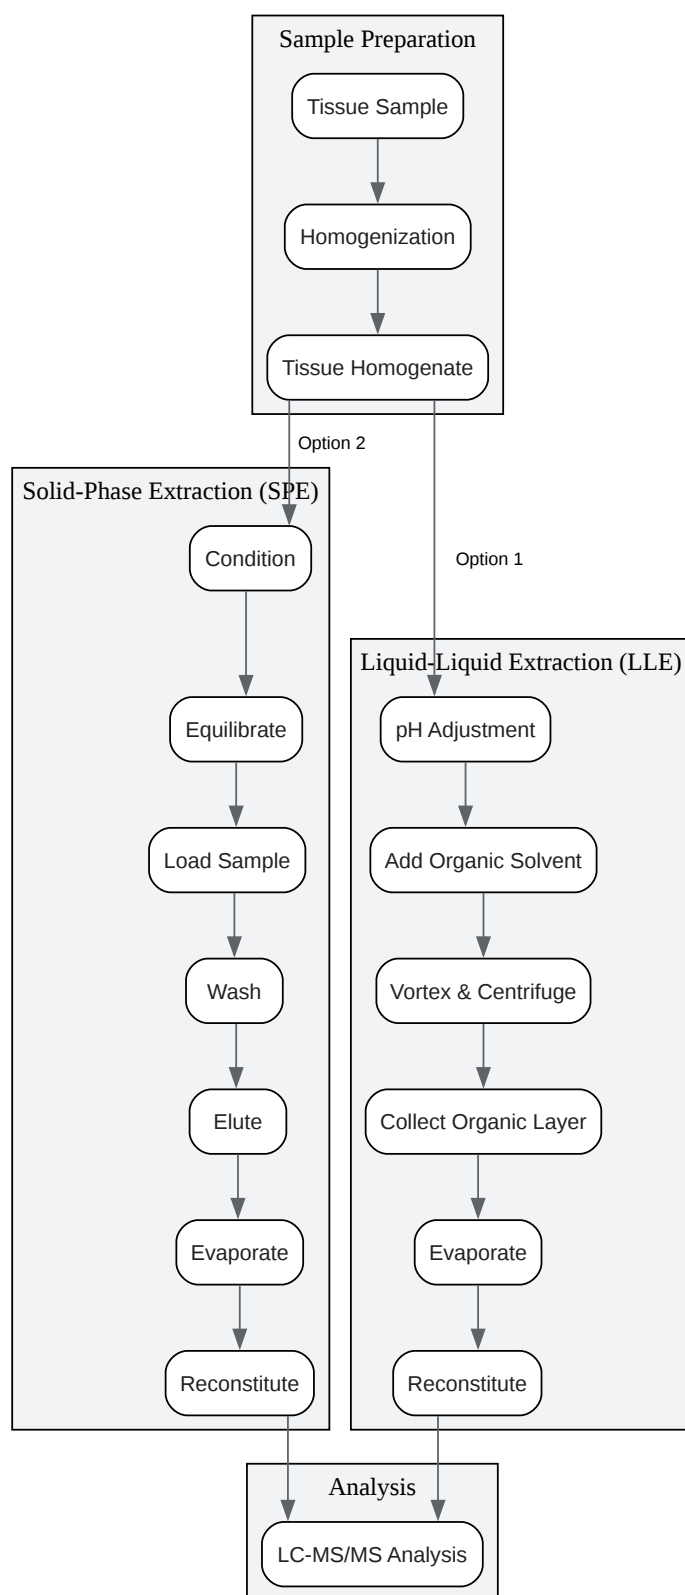 Sample Preparation
Tissue Sample
Homogenization
Tissue Homogenate
Option 2
Option 1
Solid-Phase Extraction (SPE)
Condition
Equilibrate
Load Sample
Wash
Elute
Evaporate
Reconstitute
Liquid-Liquid Extraction (LLE)
pH Adjustment
Add Organic Solvent
Vortex & Centrifuge
Collect Organic Layer
Evaporate
Reconstitute
Analysis
LC-MS/MS Analysis